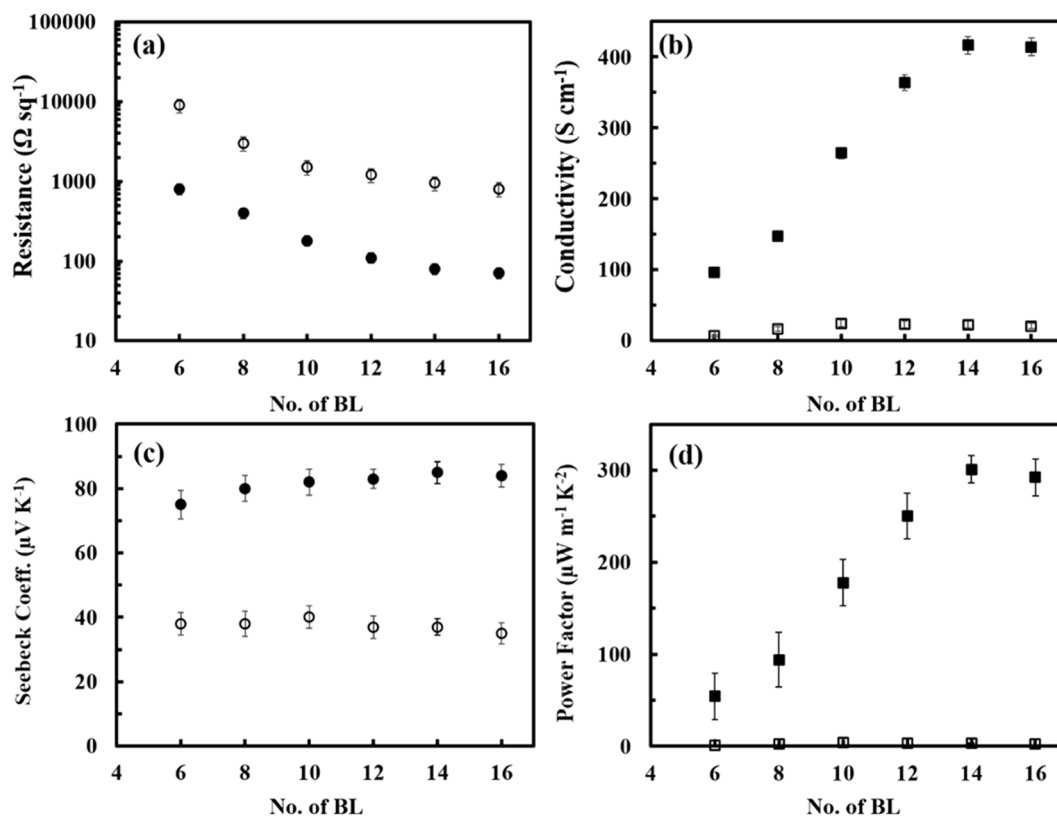 (a)
Resistance (Ω sq⁻¹)
100000
10000
1000
100
10
4 6 8 10 12 14 16
No. of BL
(b)
Conductivity (S cm⁻¹)
400
300
200
100
0
4 6 8 10 12 14 16
No. of BL
(c)
Seebeck Coeff. (µV K⁻¹)
100
80
60
40
20
0
4 6 8 10 12 14 16
No. of BL
(d)
Power Factor (µW m⁻¹ K⁻²)
300
200
100
0
4 6 8 10 12 14 16
No. of BL